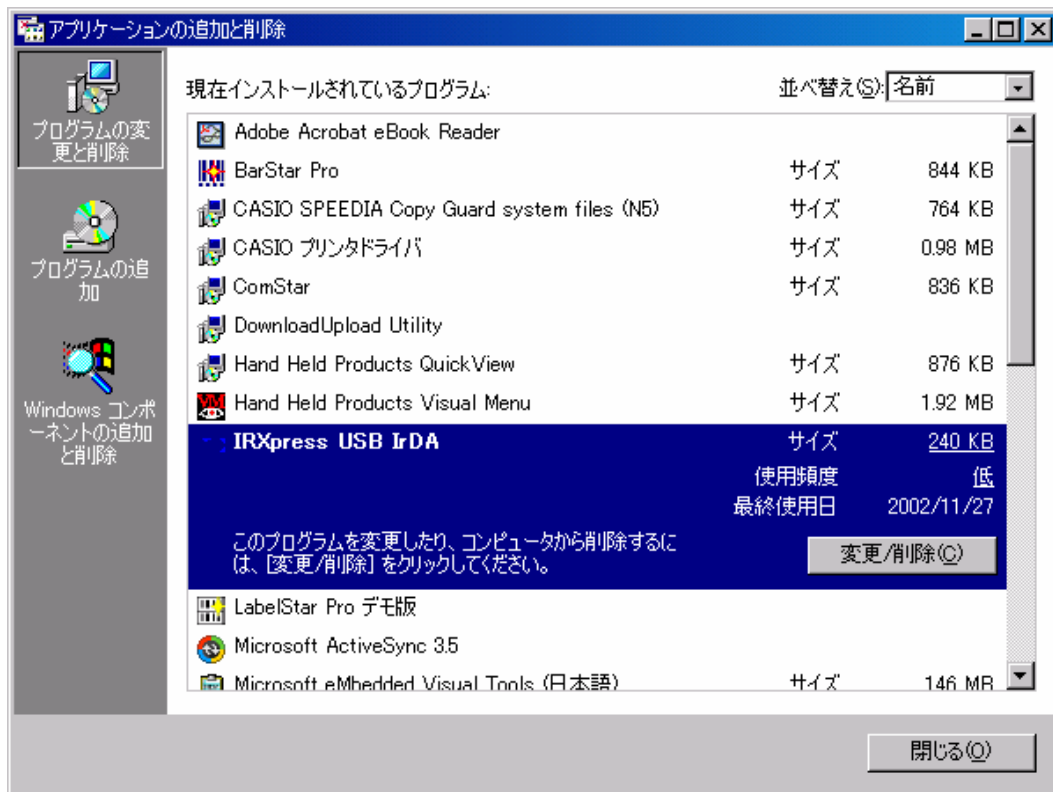 アプリケーションの追加と削除
プログラムの変
更と削除
プログラムの追
加
Windows コンポ
ーネントの追加
と削除
現在インストールされているプログラム:
並べ替え(S): 名前
Adobe Acrobat eBook Reader
BarStar Pro サイズ 844 KB
CASIO SPEEDIA Copy Guard system files (N5) サイズ 764 KB
CASIO プリンタドライバ サイズ 0.98 MB
ComStar サイズ 836 KB
DownloadUpload Utility
Hand Held Products QuickView サイズ 876 KB
Hand Held Products Visual Menu サイズ 1.92 MB
IRXpress USB IrDA サイズ 240 KB
使用頻度 低
最終使用日 2002/11/27
このプログラムを変更したり、コンピュータから削除するに
は、[変更/削除] をクリックしてください。
変更/削除(C)
LabelStar Pro デモ版
Microsoft ActiveSync 3.5
Microsoft eMbedded Visual Tools (日本語) サイズ 146 MB
閉じる(O)